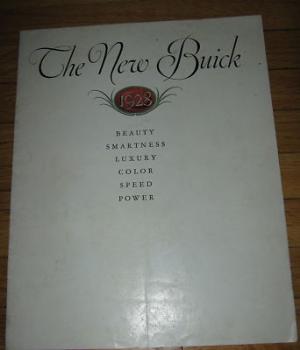 The New Buick
1928
BEAUTY
SMARTNESS
LUXURY
COLOR
SPEED
POWER